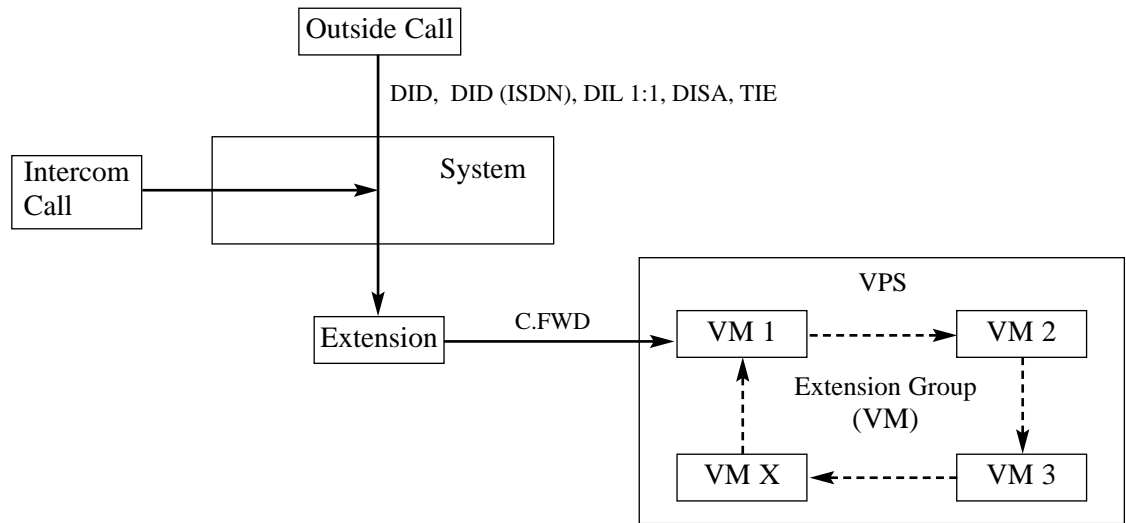 Outside Call
DID, DID (ISDN), DIL 1:1, DISA, TIE
System
Intercom
Call
Extension
C.FWD
VPS
VM 1
VM 2
Extension Group
(VM)
VM X
VM 3